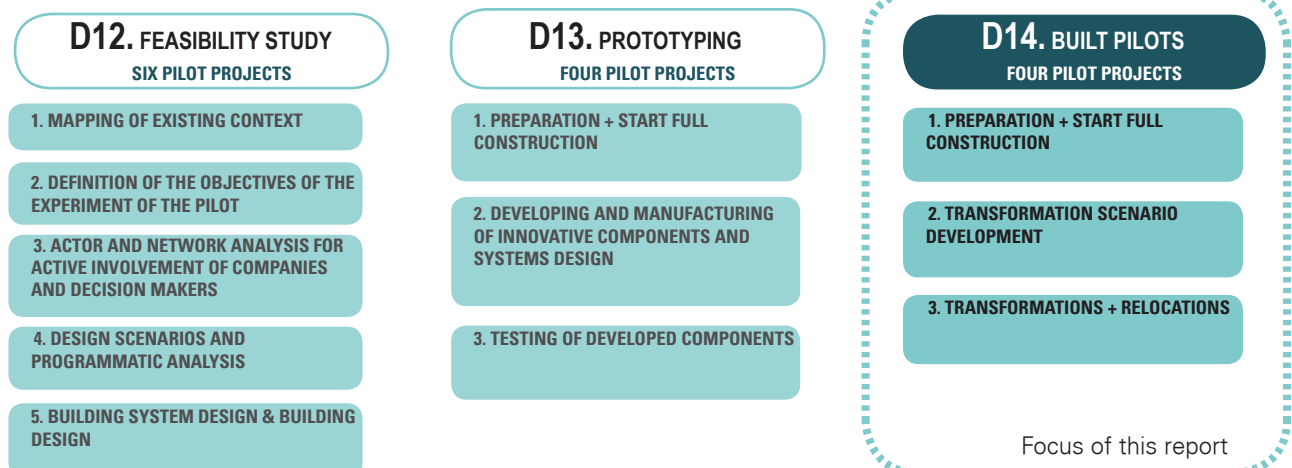 D12. FEASIBILITY STUDY
SIX PILOT PROJECTS
1. MAPPING OF EXISTING CONTEXT
2. DEFINITION OF THE OBJECTIVES OF THE
EXPERIMENT OF THE PILOT
3. ACTOR AND NETWORK ANALYSIS FOR
ACTIVE INVOLVEMENT OF COMPANIES
AND DECISION MAKERS
4. DESIGN SCENARIOS AND
PROGRAMMATIC ANALYSIS
5. BUILDING SYSTEM DESIGN & BUILDING
DESIGN
D13. PROTOTYPING
FOUR PILOT PROJECTS
1. PREPARATION + START FULL
CONSTRUCTION
2. DEVELOPING AND MANUFACTURING
OF INNOVATIVE COMPONENTS AND
SYSTEMS DESIGN
3. TESTING OF DEVELOPED COMPONENTS
D14. BUILT PILOTS
FOUR PILOT PROJECTS
1. PREPARATION + START FULL
CONSTRUCTION
2. TRANSFORMATION SCENARIO
DEVELOPMENT
3. TRANSFORMATIONS + RELOCATIONS
Focus of this report